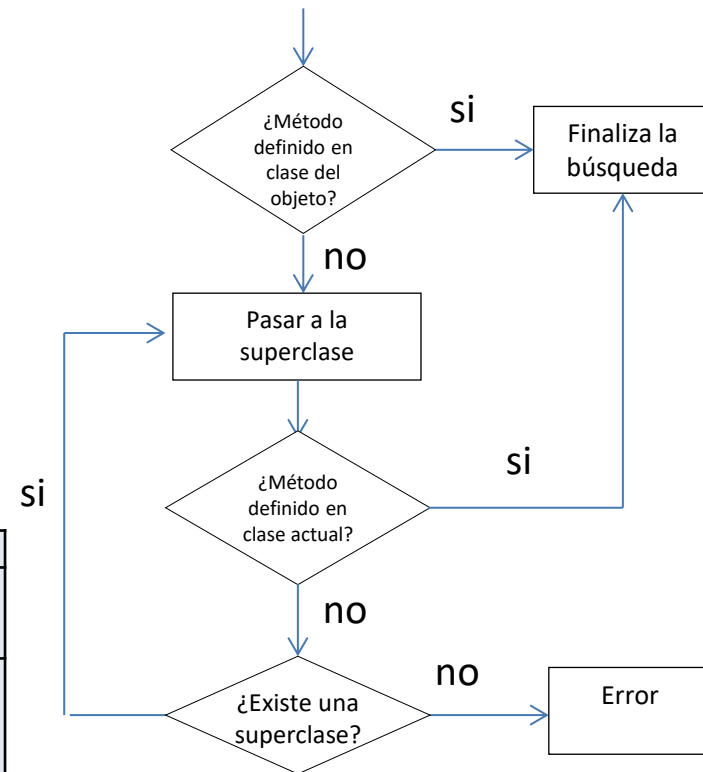 ¿Método
definido en
clase del
objeto?
si
Finaliza la
búsqueda
no
Pasar a la
superclase
¿Método
definido en
clase actual?
si
si
no
¿Existe una
superclase?
no
Error